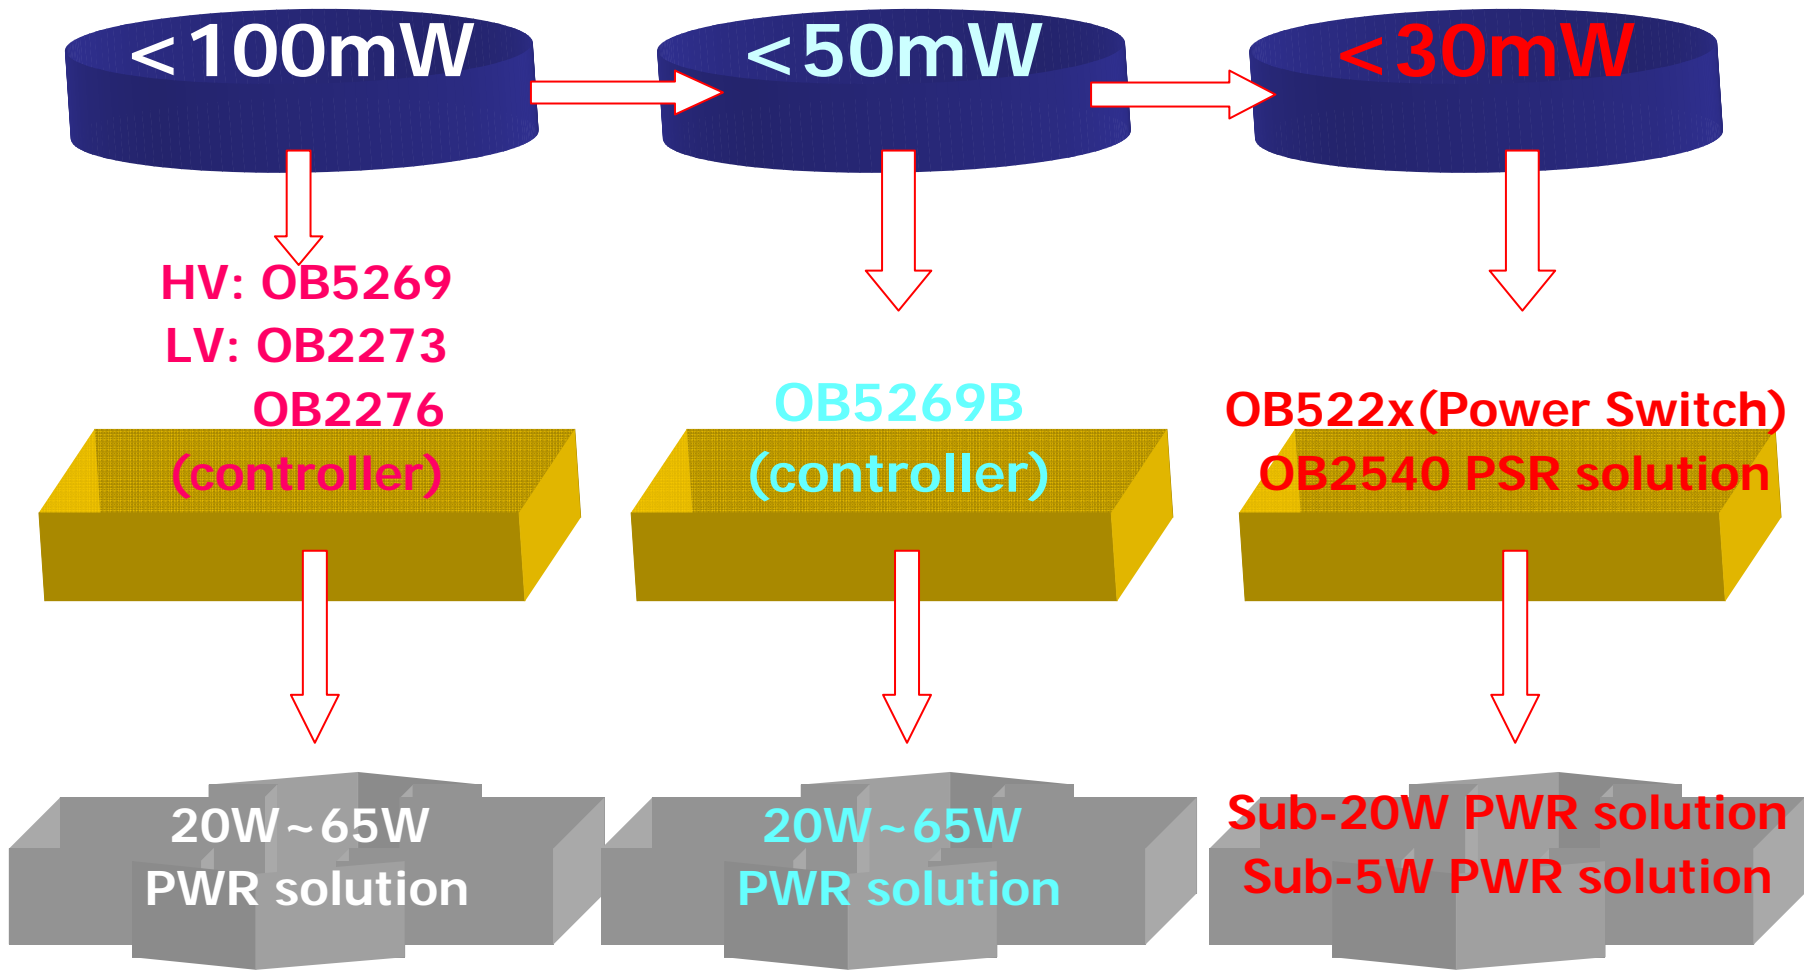 <100mW
<50mW
<30mW
HV: OB5269
LV: OB2273
OB2276
(controller)
OB5269B
(controller)
OB522x(Power Switch)
OB2540 PSR solution
20W~65W
PWR solution
20W~65W
PWR solution
Sub-20W PWR solution
Sub-5W PWR solution